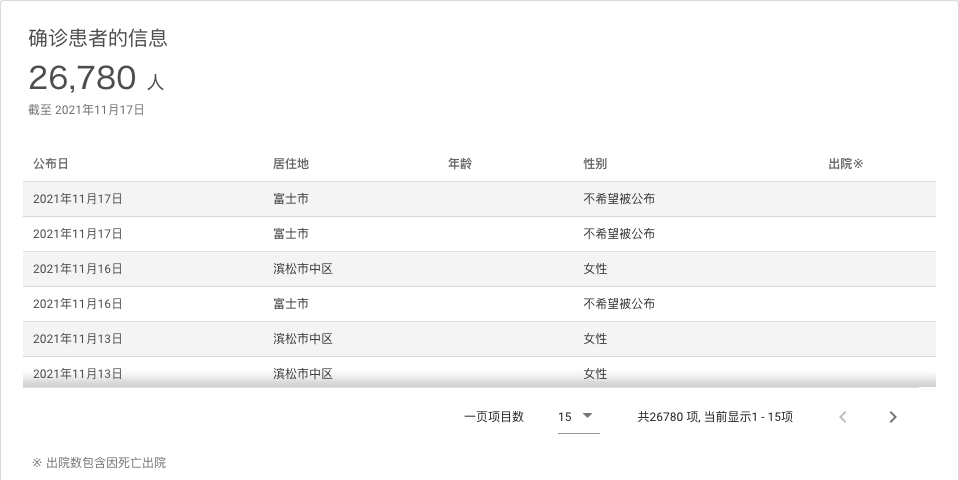 确诊患者的信息
26,780 人
截至 2021年11月17日
公布日 居住地 年龄 性别 出院※
2021年11月17日 富士市 不希望被公布
2021年11月17日 富士市 不希望被公布
2021年11月16日 滨松市中区 女性
2021年11月16日 富士市 不希望被公布
2021年11月13日 滨松市中区 女性
2021年11月13日 滨松市中区 女性
一页项目数 15 共26780 项, 当前显示1 - 15项
※ 出院数包含因死亡出院